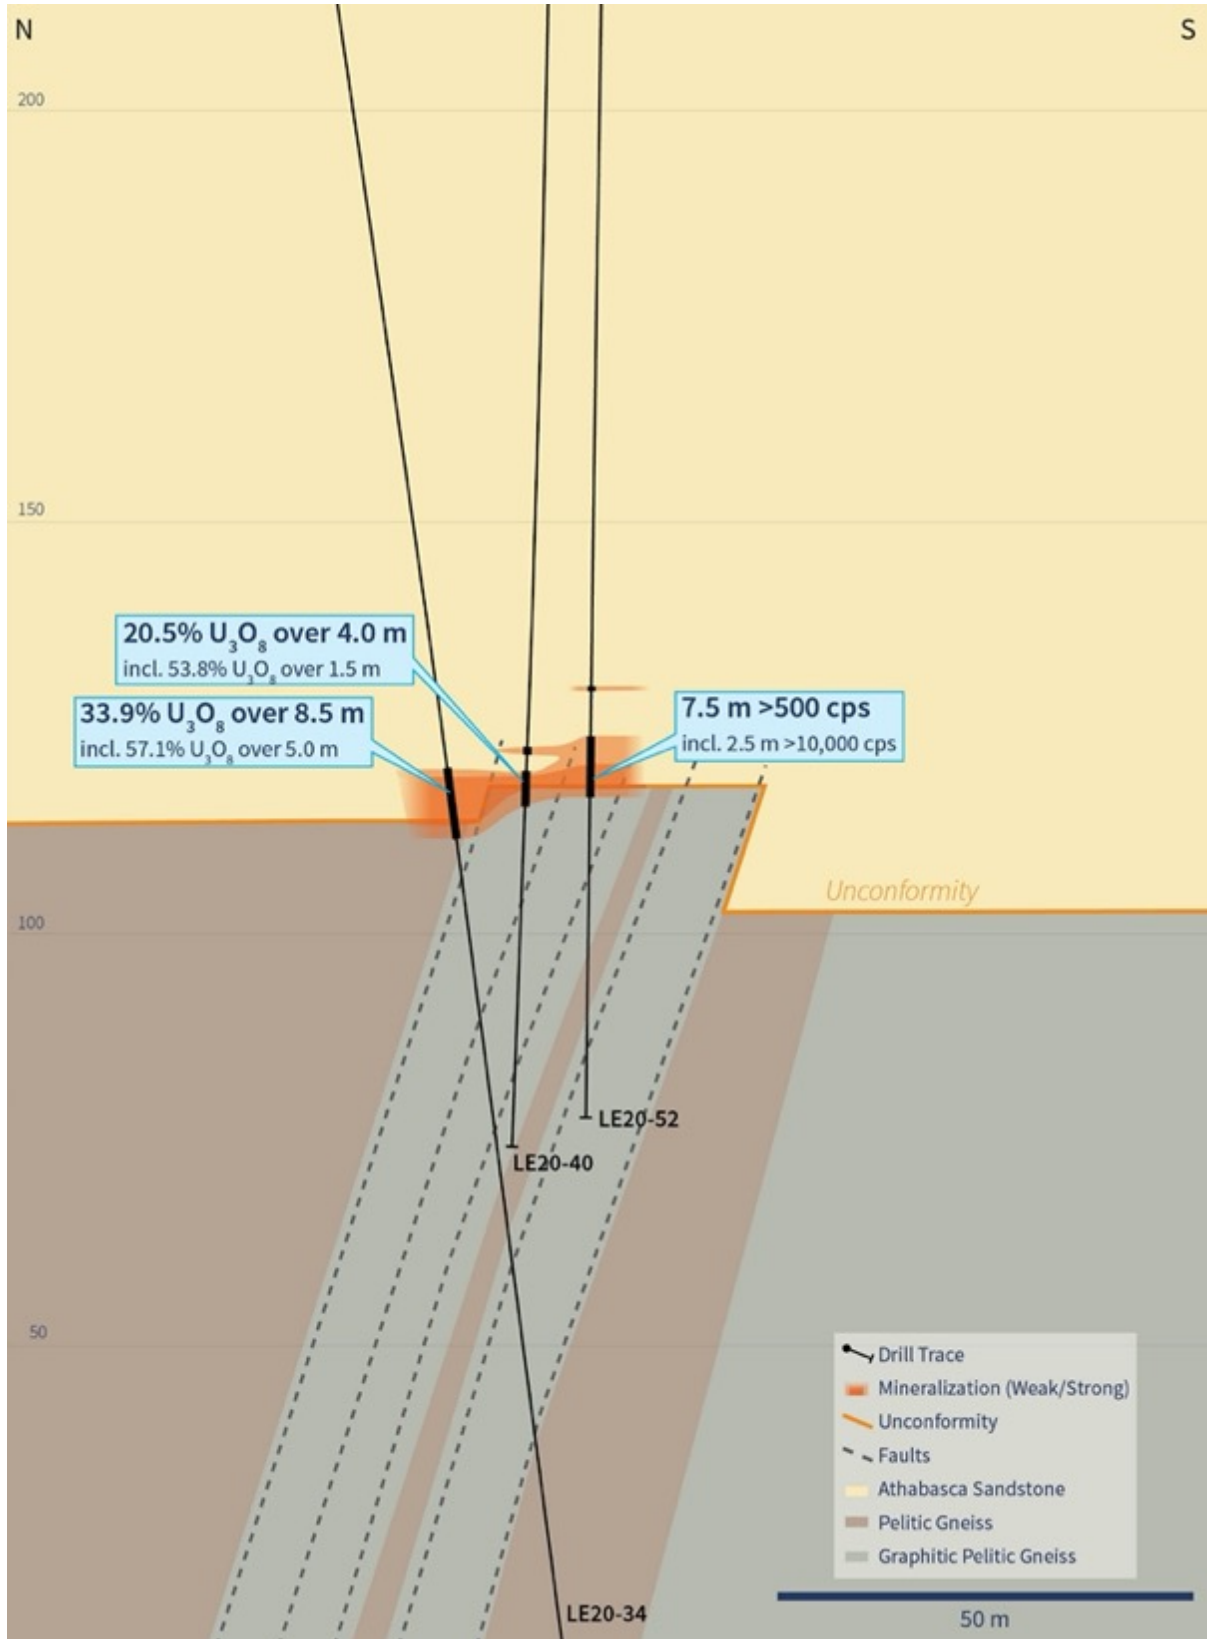 N
S
200
150
20.5% U3O8 over 4.0 m
incl. 53.8% U3O8 over 1.5 m
33.9% U3O8 over 8.5 m
incl. 57.1% U3O8 over 5.0 m
7.5 m >500 cps
incl. 2.5 m >10,000 cps
Unconformity
100
LE20-52
LE20-40
50
Drill Trace
Mineralization (Weak/Strong)
Unconformity
Faults
Athabasca Sandstone
Pelitic Gneiss
Graphitic Pelitic Gneiss
LE20-34
50 m